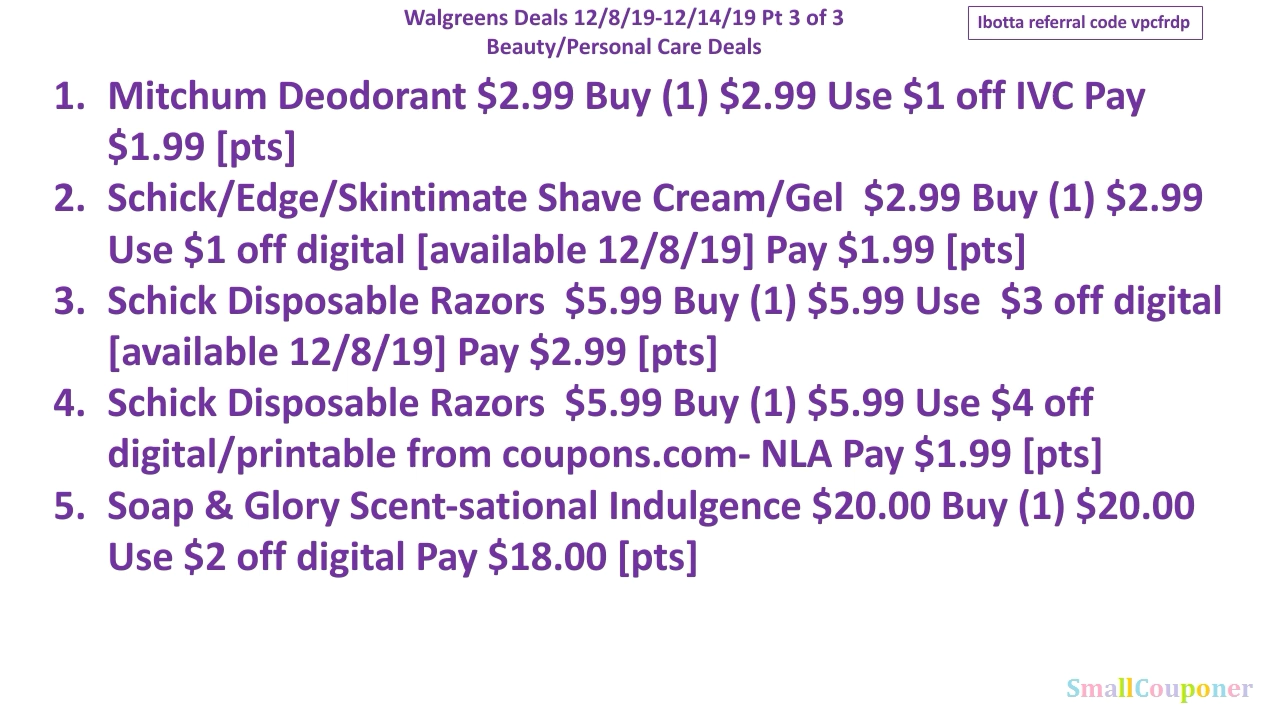 Walgreens Deals 12/8/19-12/14/19 Pt 3 of 3
Beauty/Personal Care Deals
Ibotta referral code vpcfrdp
1. Mitchum Deodorant $2.99 Buy (1) $2.99 Use $1 off IVC Pay
$1.99 [pts]
2. Schick/Edge/Skintimate Shave Cream/Gel  $2.99 Buy (1) $2.99
Use $1 off digital [available 12/8/19] Pay $1.99 [pts]
3. Schick Disposable Razors  $5.99 Buy (1) $5.99 Use  $3 off digital
[available 12/8/19] Pay $2.99 [pts]
4. Schick Disposable Razors  $5.99 Buy (1) $5.99 Use $4 off
digital/printable from coupons.com- NLA Pay $1.99 [pts]
5. Soap & Glory Scent-sational Indulgence $20.00 Buy (1) $20.00
Use $2 off digital Pay $18.00 [pts]
SmallCouponer